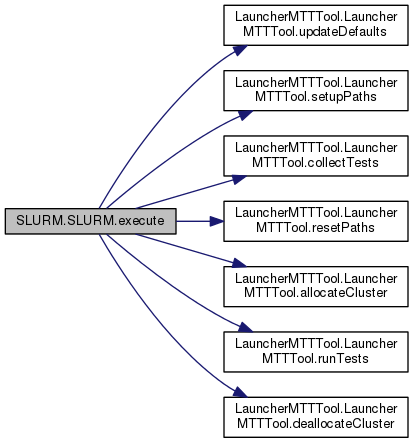 LauncherMTTTool.Launcher
MTTTool.updateDefaults
LauncherMTTTool.Launcher
MTTTool.setupPaths
LauncherMTTTool.Launcher
MTTTool.collectTests
SLURM.SLURM.execute
LauncherMTTTool.Launcher
MTTTool.resetPaths
LauncherMTTTool.Launcher
MTTTool.allocateCluster
LauncherMTTTool.Launcher
MTTTool.runTests
LauncherMTTTool.Launcher
MTTTool.deallocateCluster